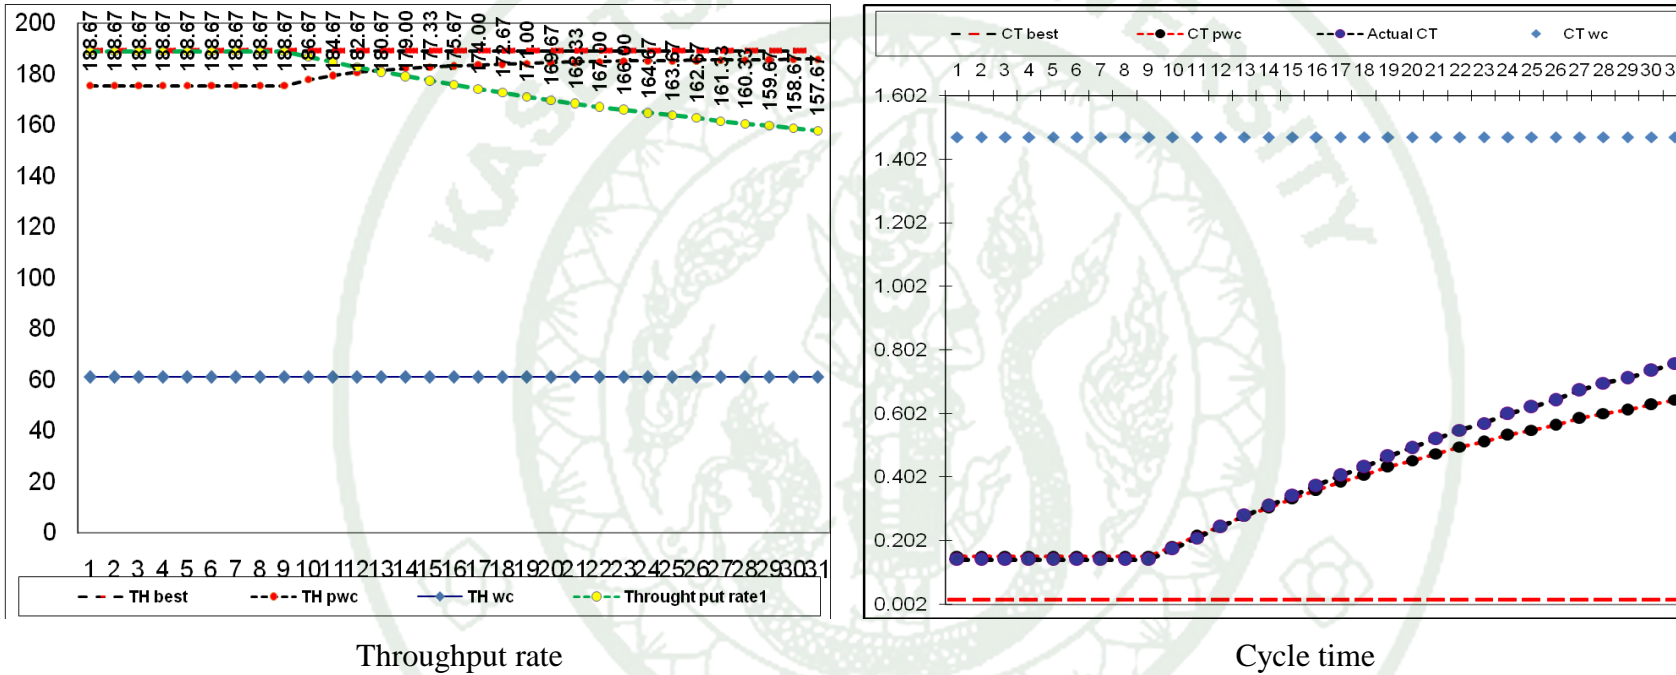 200
180
160
140
120
100
80
60
40
20
0
188.67 188.67 188.67 188.67 188.67 188.67 188.67 188.67 188.67 186.67 184.67 182.67 180.67 179.00 177.33 175.67 174.00 172.67 171.00 169.67 168.33 167.00 166.00 164.67 163.67 162.67 161.33 160.33 159.67 158.67 157.67
1 2 3 4 5 6 7 8 9 10 11 12 13 14 15 16 17 18 19 20 21 22 23 24 25 26 27 28 29 30 31
TH best TH pwc TH wc Throught put rate1
Throughput rate
CT best CT pwc Actual CT CT wc
1 2 3 4 5 6 7 8 9 10 11 12 13 14 15 16 17 18 19 20 21 22 23 24 25 26 27 28 29 30 3
1.602
1.402
1.202
1.002
0.802
0.602
0.402
0.202
0.002
Cycle time